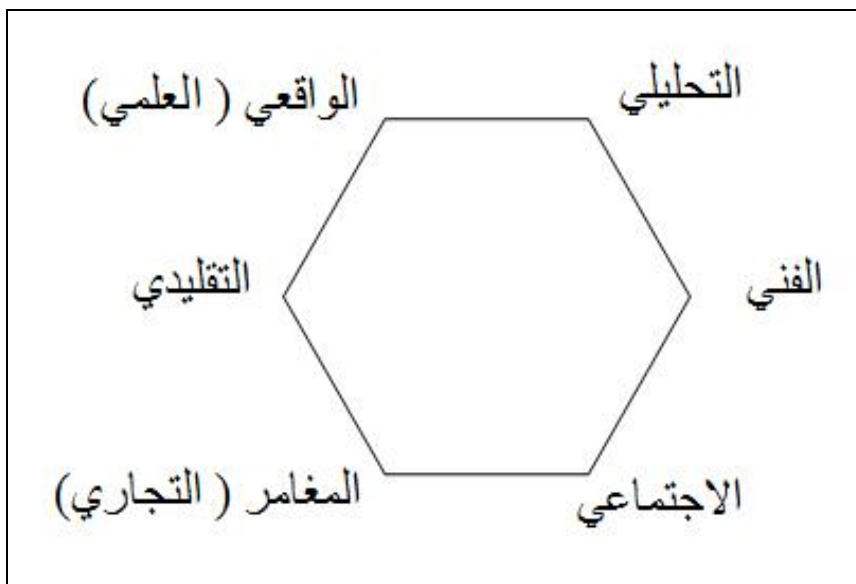 التحليلي
الواقعي ( العلمي)
الفني
التقليدي
الاجتماعي
المغامر ( التجاري)